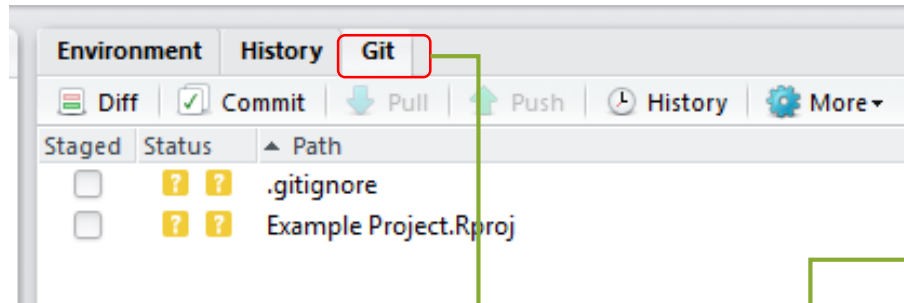 Environment History Git
Diff Commit Pull Push History More
Staged Status Path
? ? .gitignore
? ? Example Project.Rproj